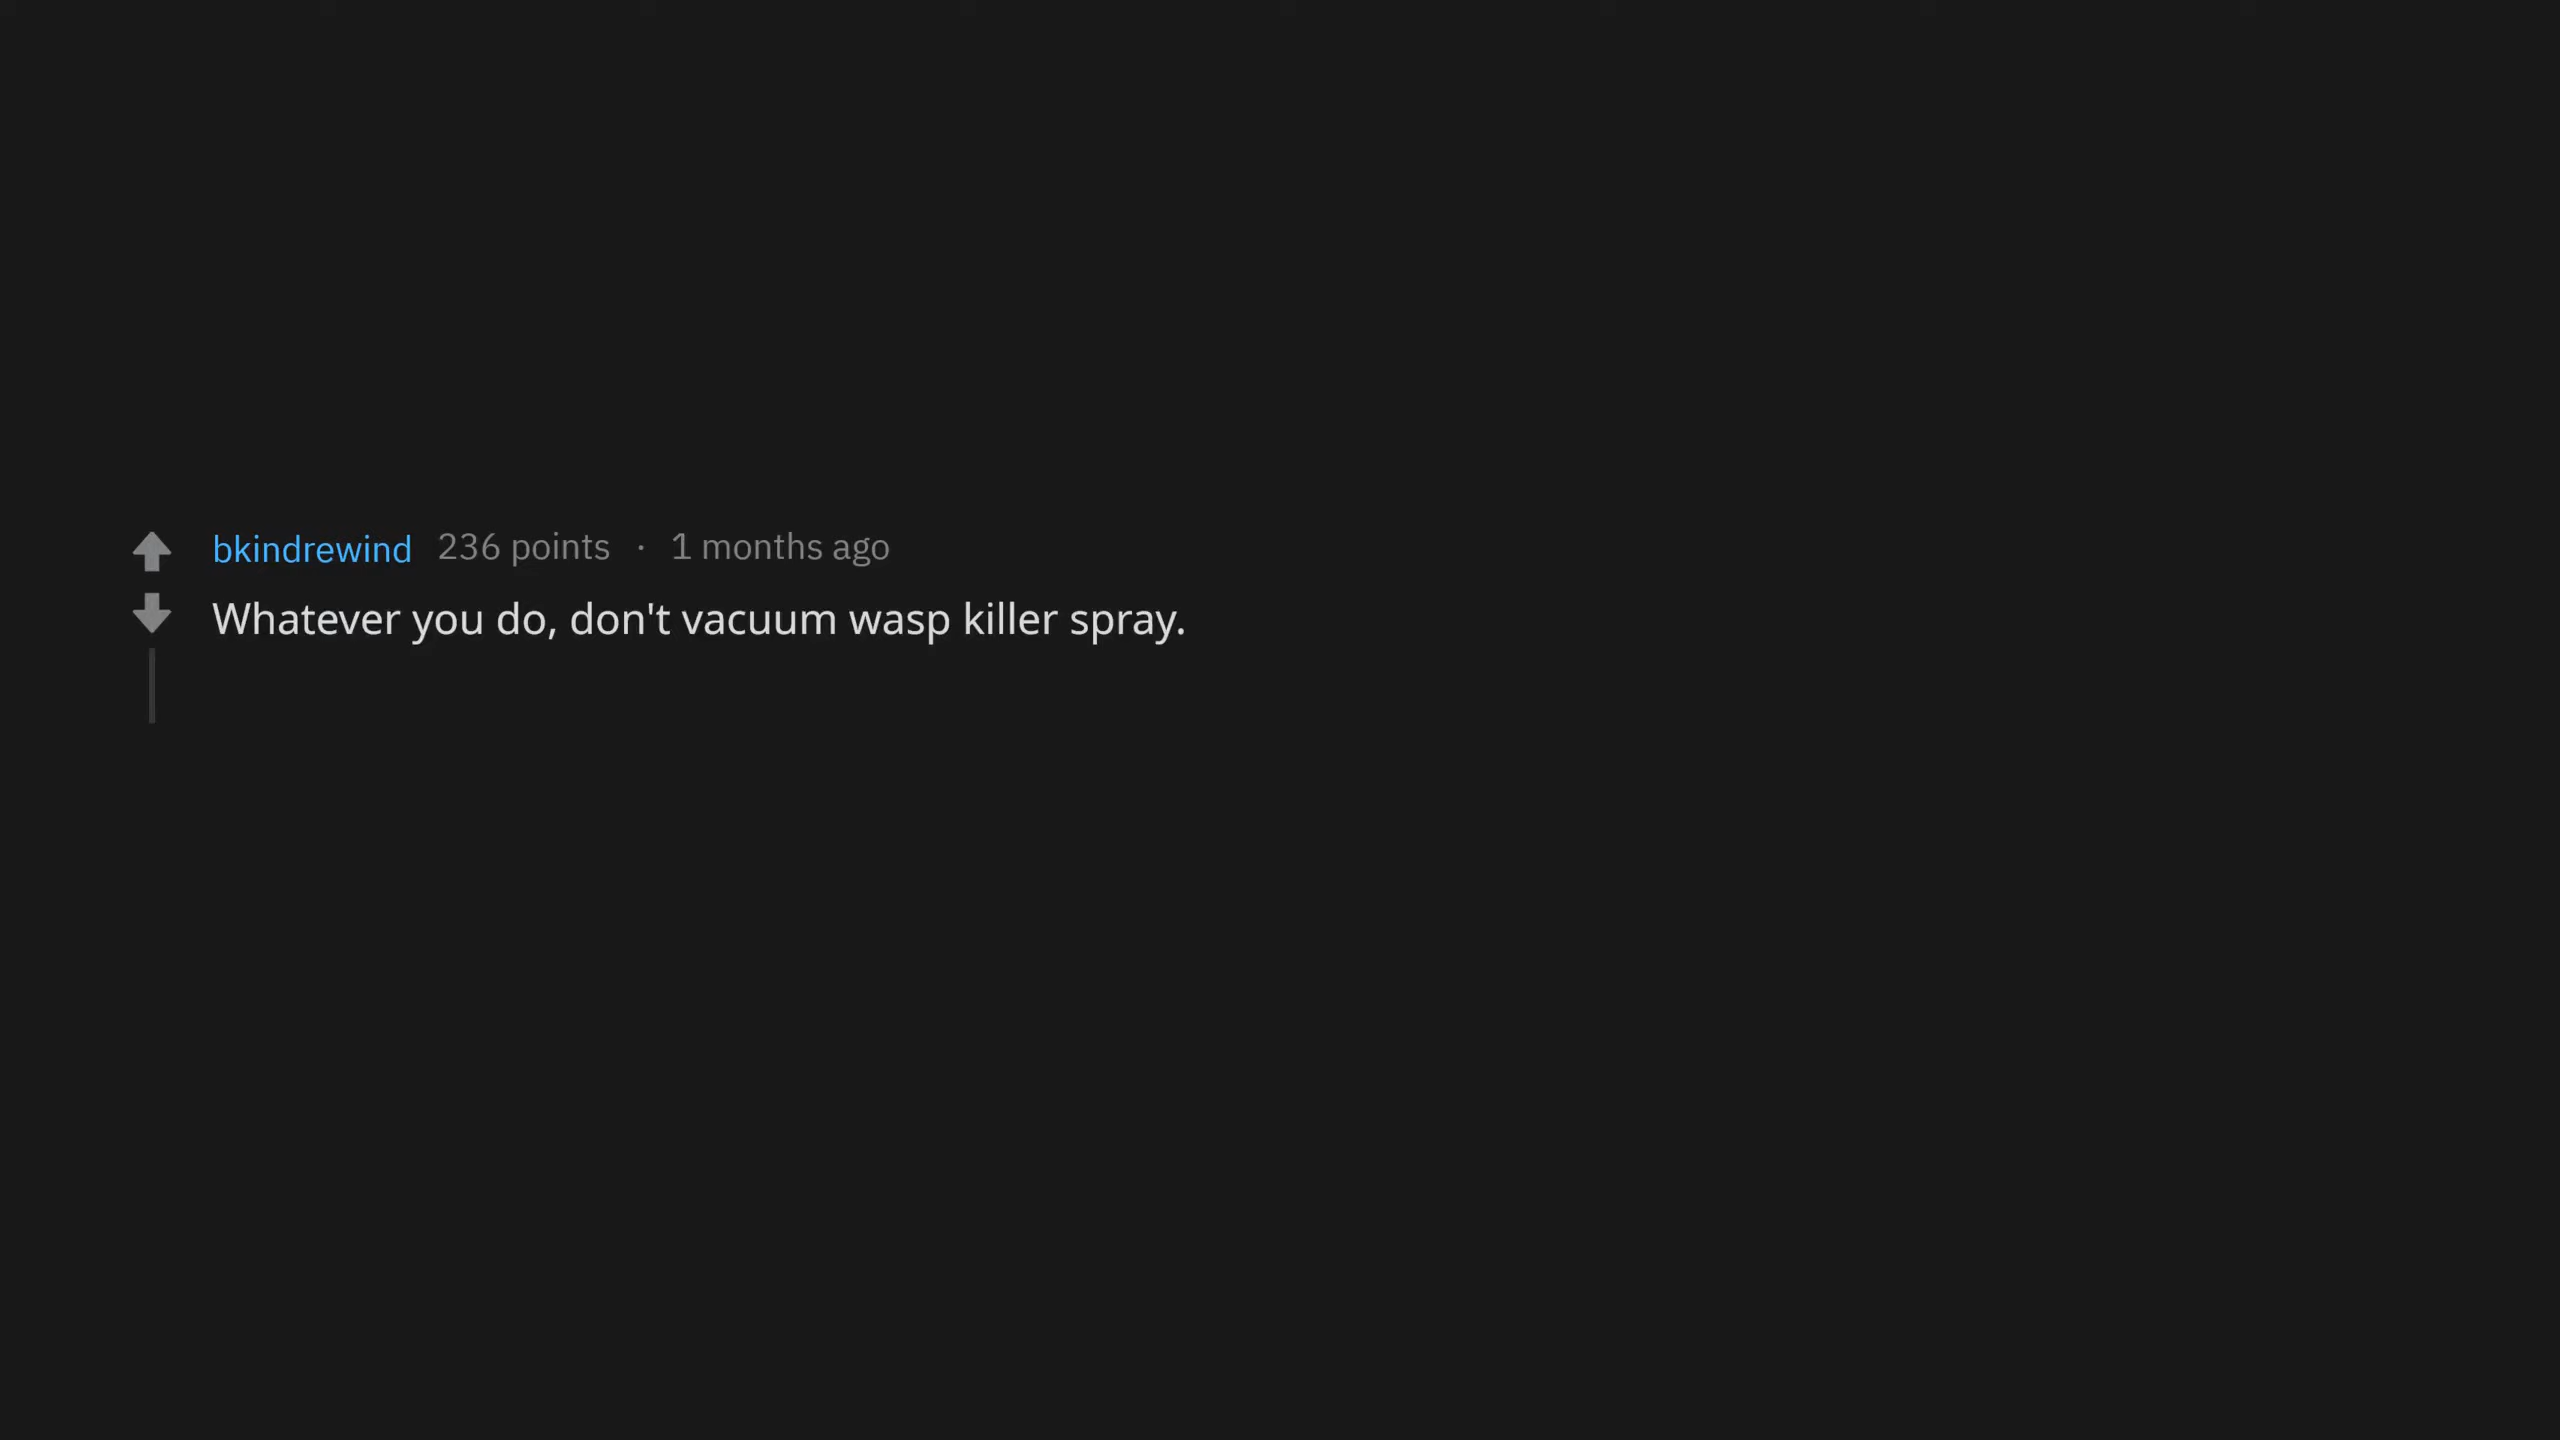 bkindrewind 236 points · 1 months ago
Whatever you do, don't vacuum wasp killer spray.